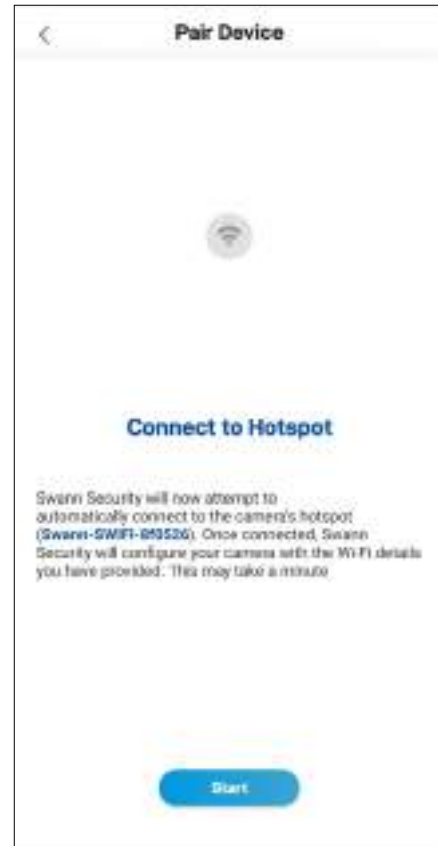 Pair Device
Connect to Hotspot
Swann Security will now attempt to
automatically connect to the camera's hotspot
(Swann-SWIFI-8f0526). Once connected, Swann
Security will configure your camera with the Wi-Fi details
you have provided. This may take a minute
Start